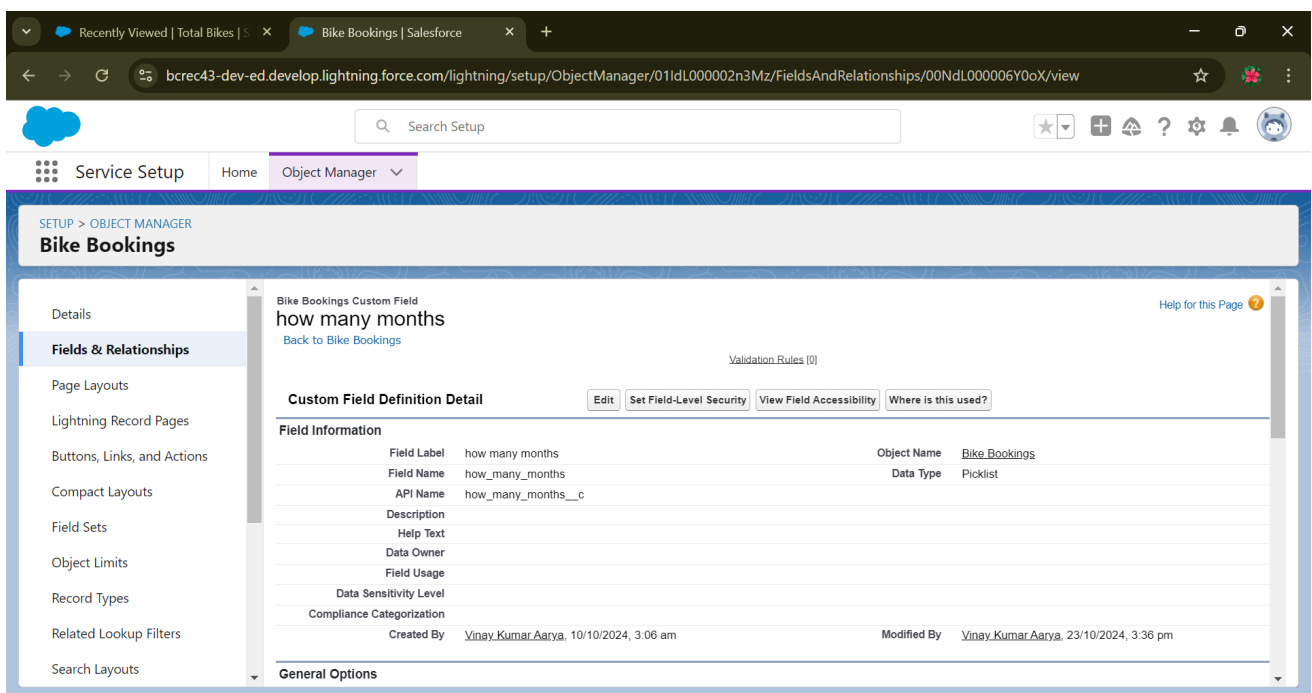 Recently Viewed | Total Bikes | S
Bike Bookings | Salesforce
bcrec43-dev-ed.develop.lightning.force.com/lightning/setup/ObjectManager/01IdL000002n3Mz/FieldsAndRelationships/00NdL000006Y0oX/view
Search Setup
Service Setup Home Object Manager
SETUP > OBJECT MANAGER
Bike Bookings
Details
Fields & Relationships
Page Layouts
Lightning Record Pages
Buttons, Links, and Actions
Compact Layouts
Field Sets
Object Limits
Record Types
Related Lookup Filters
Search Layouts
Bike Bookings Custom Field
how many months
Back to Bike Bookings
Help for this Page
Validation Rules [0]
Custom Field Definition Detail Edit Set Field-Level Security View Field Accessibility Where is this used?
Field Information
Field Label how many months Object Name Bike Bookings
Field Name how_many_months Data Type Picklist
API Name how_many_months__c
Description
Help Text
Data Owner
Field Usage
Data Sensitivity Level
Compliance Categorization
Created By Vinay Kumar Aarya, 10/10/2024, 3:06 am Modified By Vinay Kumar Aarya, 23/10/2024, 3:36 pm
General Options